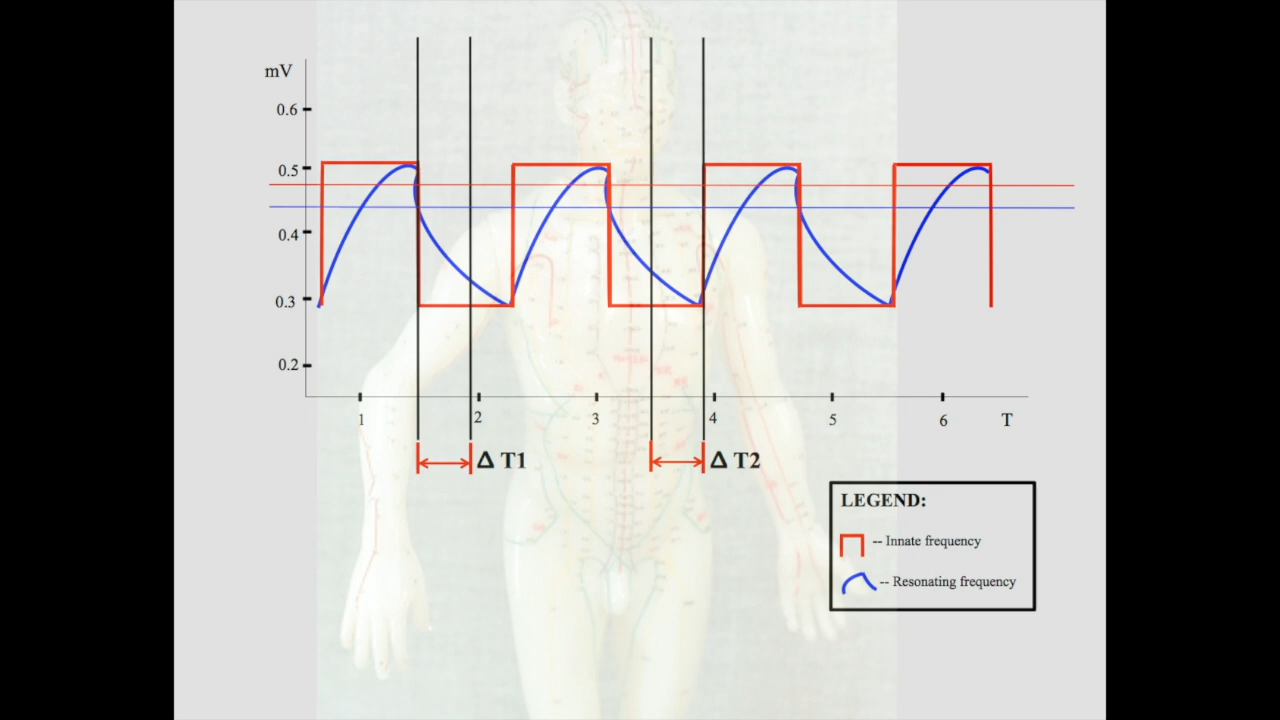 mV
0.6
0.5
0.4
0.3
0.2
1 2 3 4 5 6 T
Δ T1 Δ T2
LEGEND:
-- Innate frequency
-- Resonating frequency